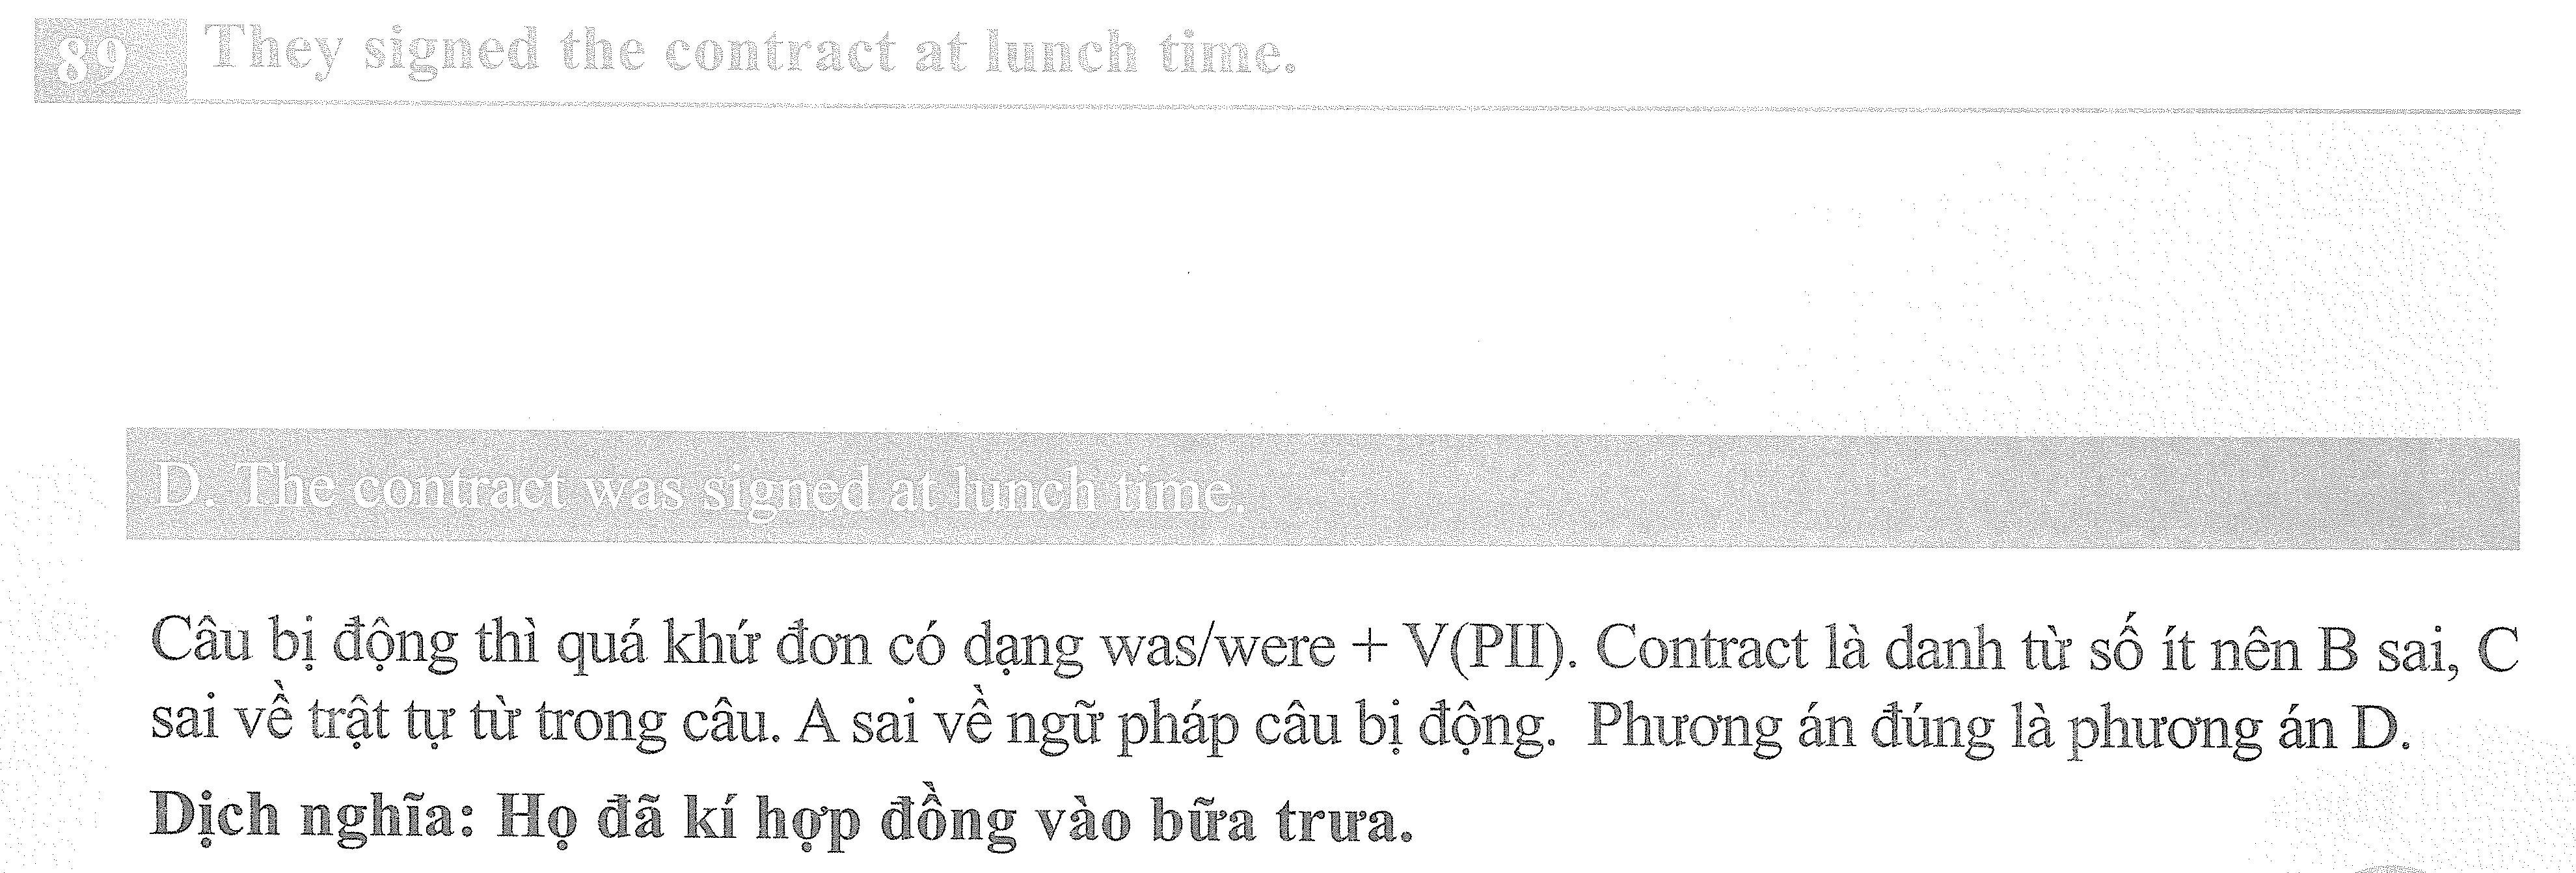 89 They signed the contract at lunch time.
D. The contract was signed at lunch time.
Câu bị động thì quá khứ đơn có dạng was/were + V(PII). Contract là danh từ số ít nên B sai, C
sai về trật tự từ trong câu. A sai về ngữ pháp câu bị động. Phương án đúng là phương án D.
Dịch nghĩa: Họ đã kí hợp đồng vào bữa trưa.